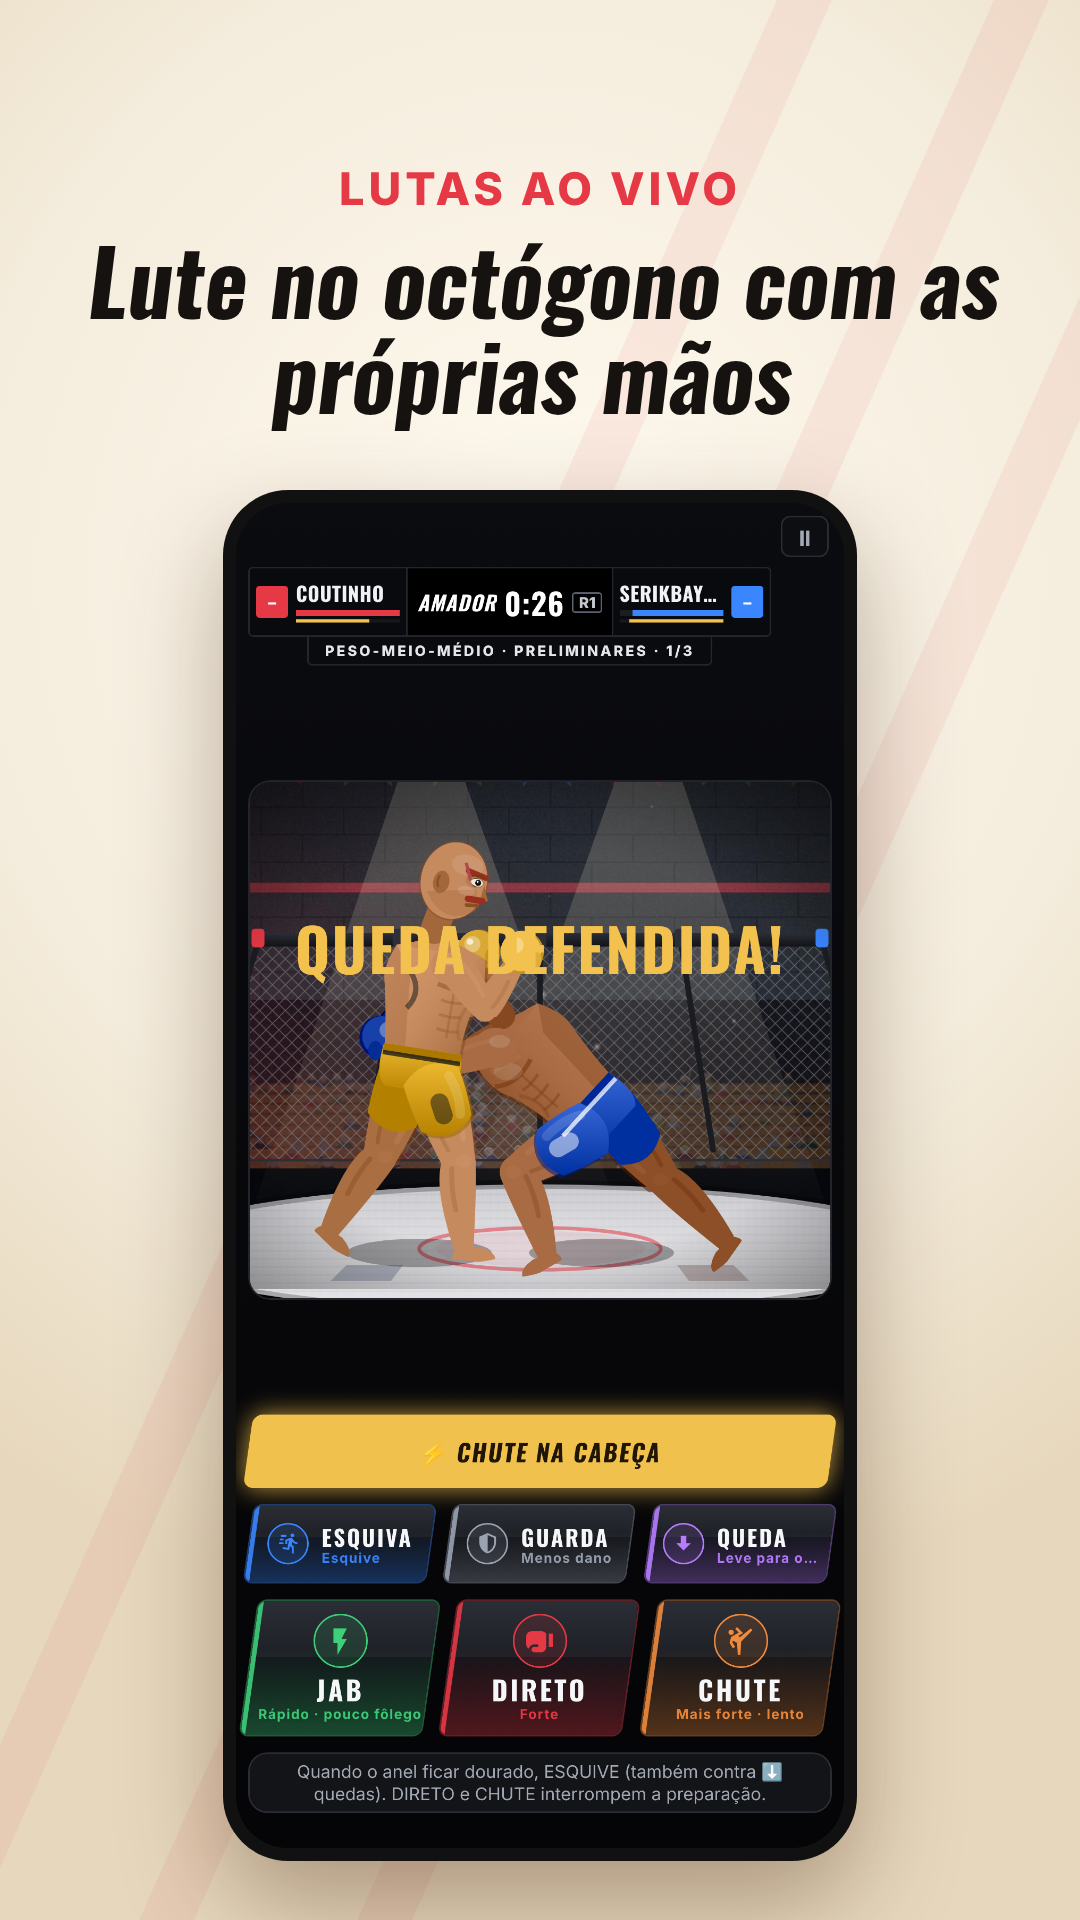 LUTAS AO VIVO
Lute no octógono com as
próprias mãos
COUTINHO
AMADOR 0:26 R1
SERIKBAY...
PESO-MEIO-MÉDIO · PRELIMINARES · 1/3
QUEDA DEFENDIDA!
⚡ CHUTE NA CABEÇA
ESQUIVA
Esquive
GUARDA
Menos dano
QUEDA
Leve para o...
JAB
Rápido · pouco fôlego
DIRETO
Forte
CHUTE
Mais forte · lento
Quando o anel ficar dourado, ESQUIVE (também contra ⬇️
quedas). DIRETO e CHUTE interrompem a preparação.